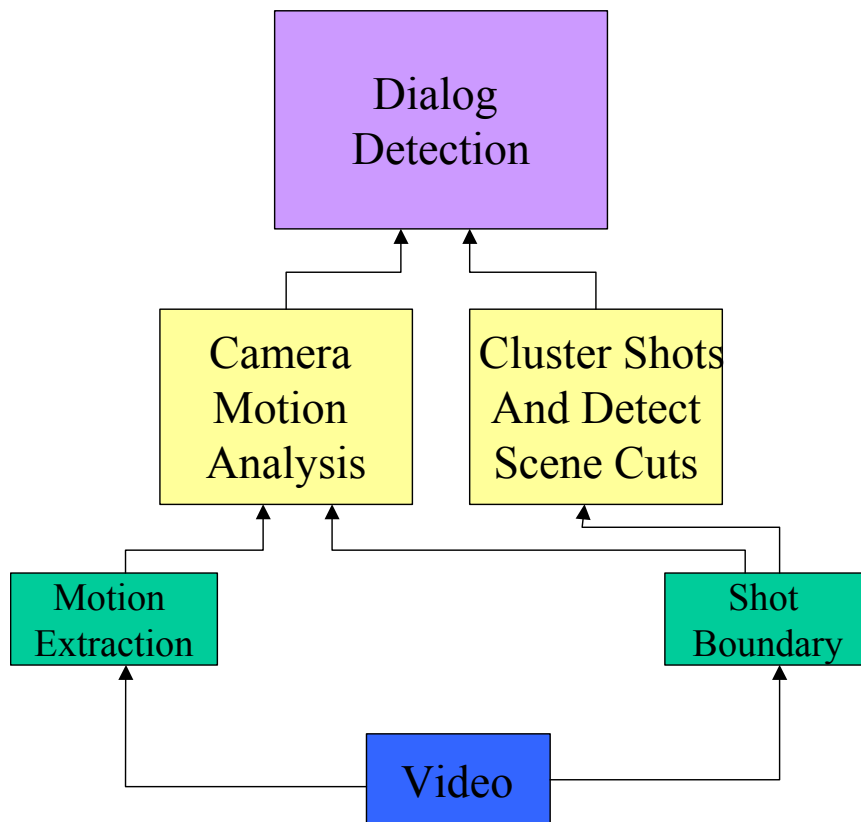 Dialog
Detection
Camera
Motion
Analysis
Cluster Shots
And Detect
Scene Cuts
Motion
Extraction
Shot
Boundary
Video